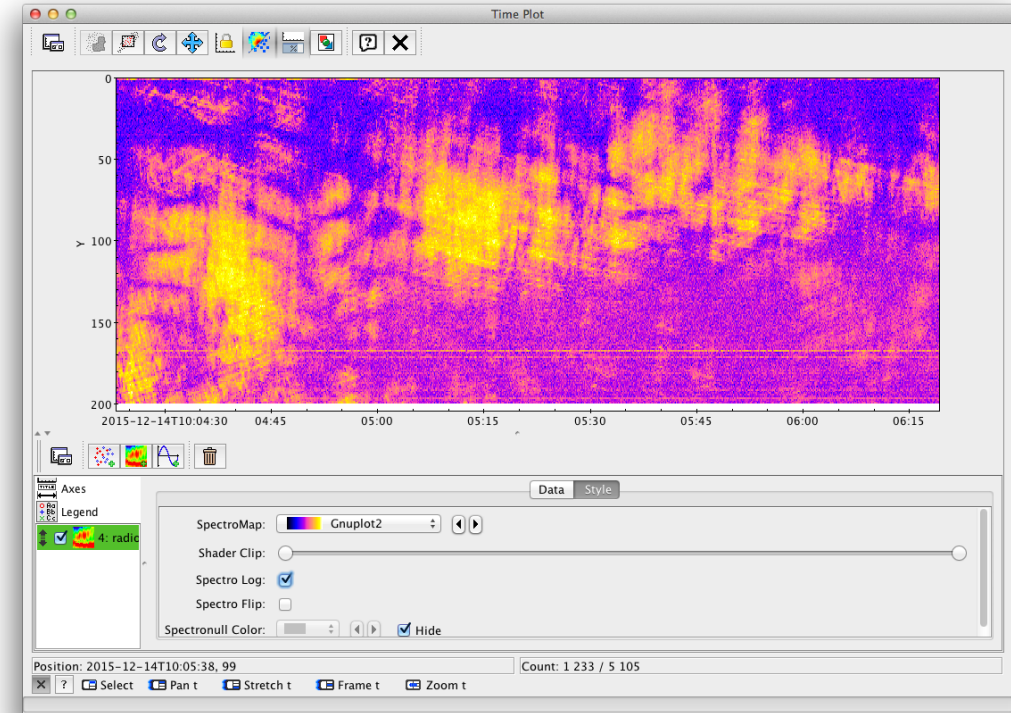 Time Plot
0
50
100
150
200
Y
2015-12-14T10:04:30 04:45 05:00 05:15 05:30 05:45 06:00 06:15
Axes
Legend
4: radio
Data Style
SpectroMap: Gnuplot2
Shader Clip:
Spectro Log:
Spectro Flip:
Spectronull Color: Hide
Position: 2015-12-14T10:05:38, 99 Count: 1 233 / 5 105
Select Pan t Stretch t Frame t Zoom t